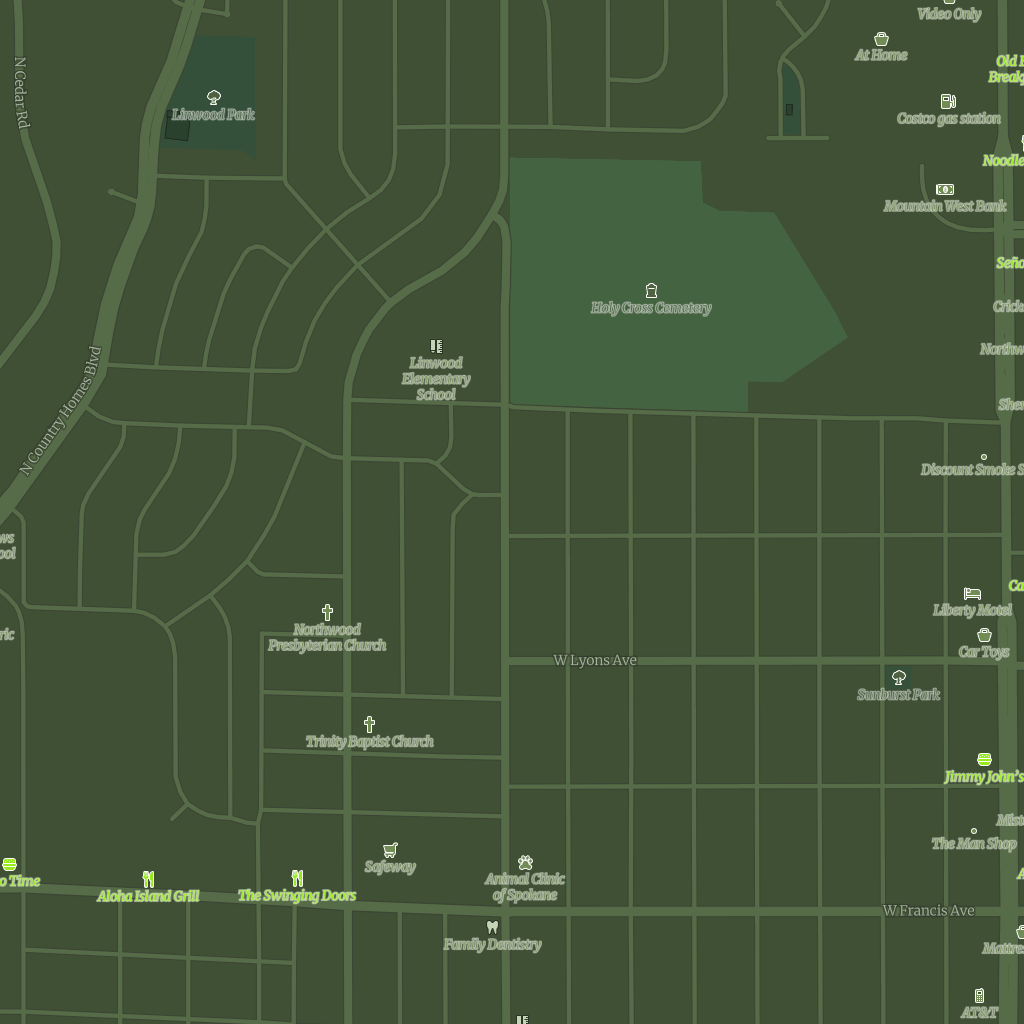 Video Only
At Home
N Cedar Rd
Linwood Park
Costco gas station
Mountain West Bank
Holy Cross Cemetery
Linwood
Elementary
School
N Country Homes Blvd
Discount Smoke S
Liberty Motel
Northwood
Presbyterian Church
Car Toys
W Lyons Ave
Sunburst Park
Trinity Baptist Church
Jimmy John's
The Man Shop
Safeway
o Time
Aloha Island Grill
The Swinging Doors
Animal Clinic
of Spokane
W Francis Ave
Family Dentistry
AT&T